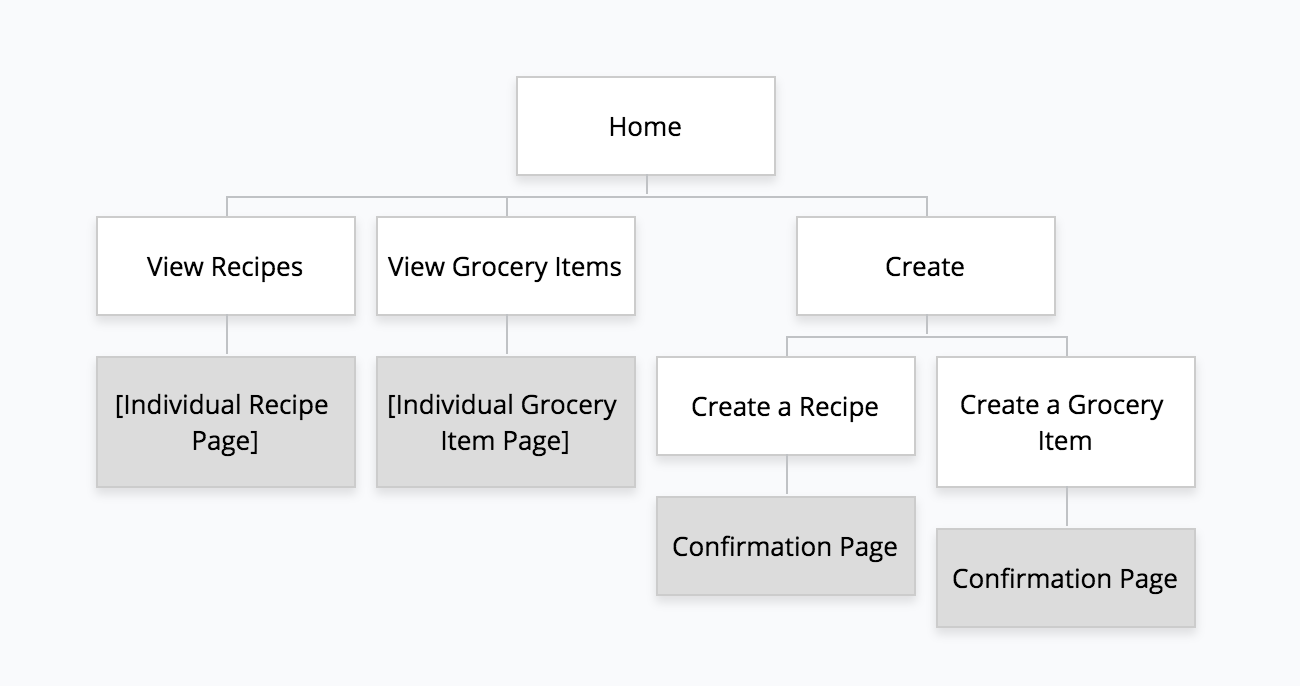 Home
View Recipes
View Grocery Items
Create
[Individual Recipe
Page]
[Individual Grocery
Item Page]
Create a Recipe
Create a Grocery
Item
Confirmation Page
Confirmation Page